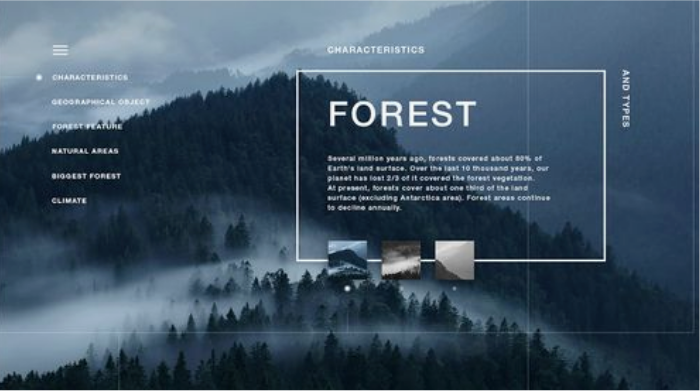 CHARACTERISTICS
CHARACTERISTICS
GEOGRAPHICAL OBJECT
FOREST FEATURE
NATURAL AREAS
BIGGEST FOREST
CLIMATE
AND TYPES
FOREST
Several million years ago, forests covered about 80% of
Earth's land surface. Over the last 10 thousand years, our
planet has lost 2/3 of it covered the forest vegetation.
At present, forests cover about one third of the land
surface (excluding Antarctica area). Forest areas continue
to decline annually.